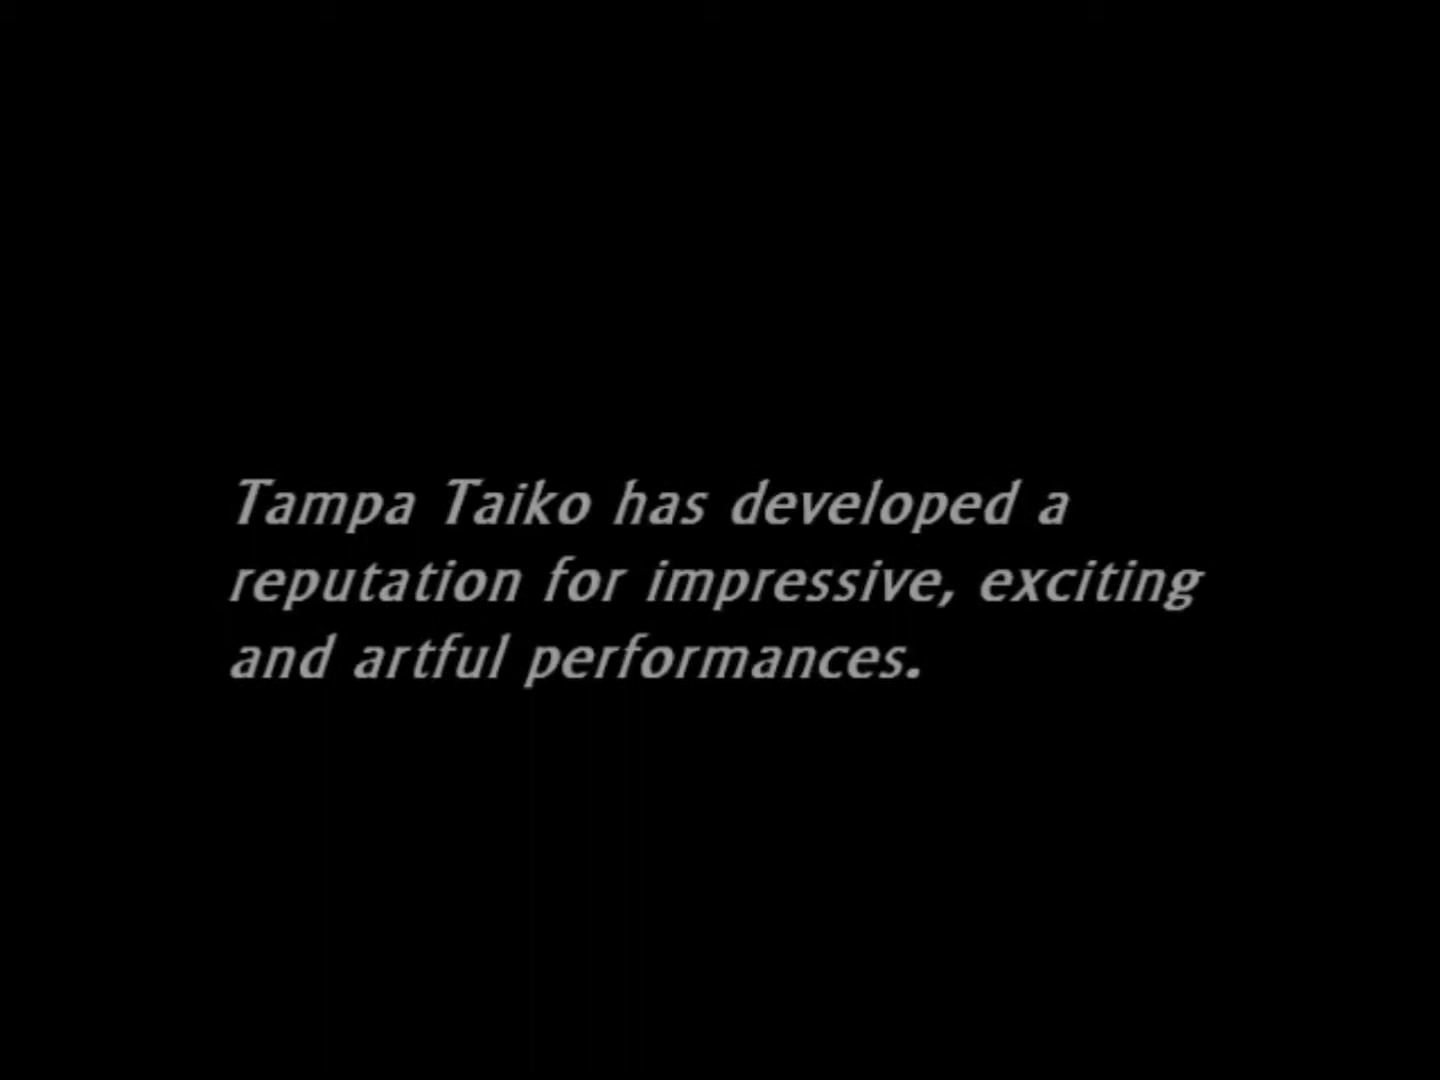 Tampa Taiko has developed a
reputation for impressive, exciting
and artful performances.